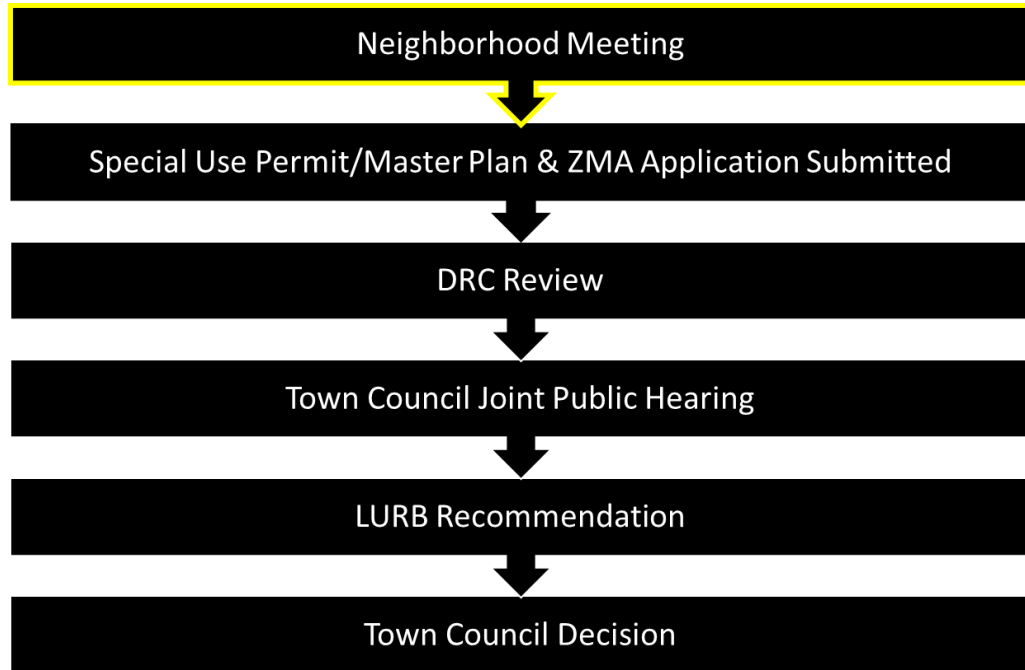 Neighborhood Meeting
Special Use Permit/Master Plan & ZMA Application Submitted
DRC Review
Town Council Joint Public Hearing
LURB Recommendation
Town Council Decision